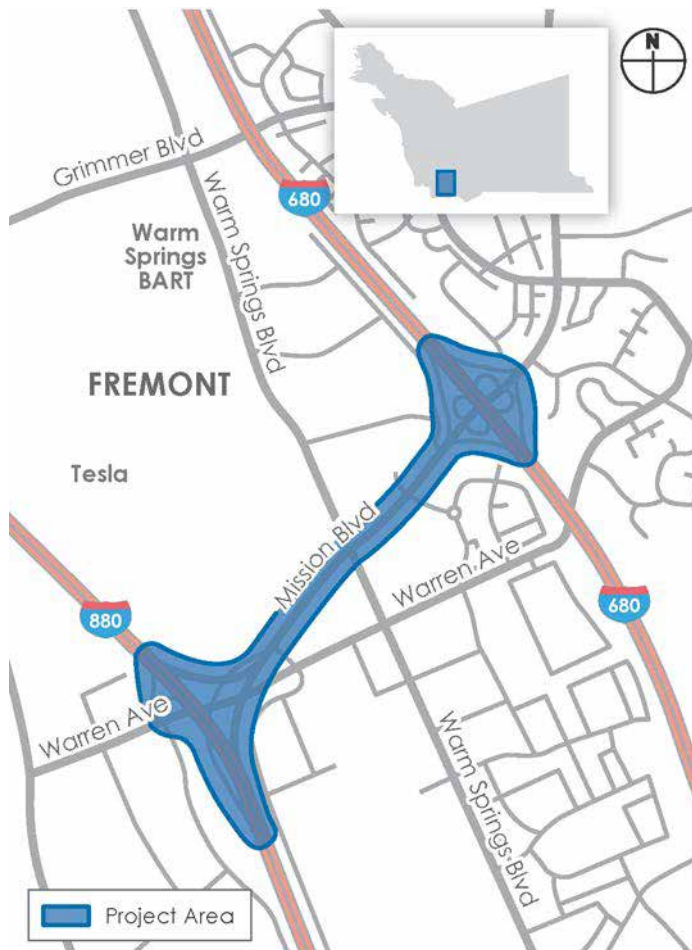 N
Grimmer Blvd
680
Warm Springs Blvd
Warm
Springs
BART
FREMONT
Tesla
Mission Blvd
Warren Ave
880
680
Warren Ave
Warm Springs Blvd
Project Area